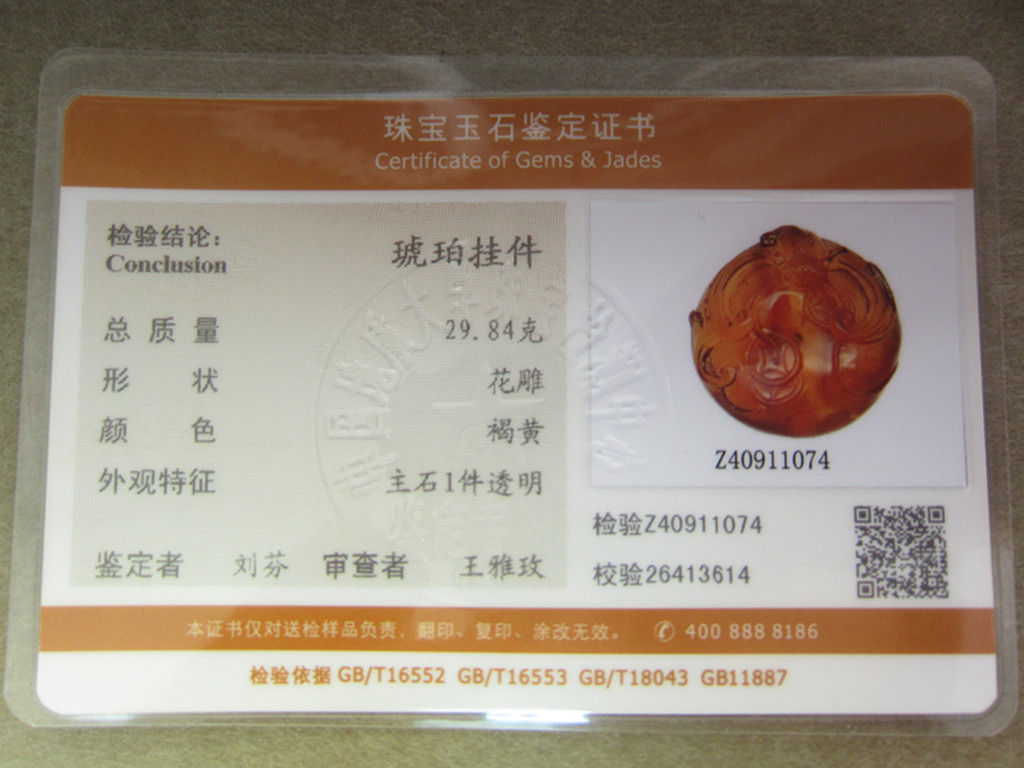 珠宝玉石鉴定证书
Certificate of Gems & Jades
检验结论：
Conclusion
琥珀挂件
总质量 29.84克
形状 花雕
颜色 褐黄
外观特征 主石1件透明
鉴定者 刘芬 审查者 王雅玫
Z40911074
检验Z40911074
校验26413614
本证书仅对送检样品负责，翻印、复印、涂改无效。 400 888 8186
检验依据 GB/T16552 GB/T16553 GB/T18043 GB11887